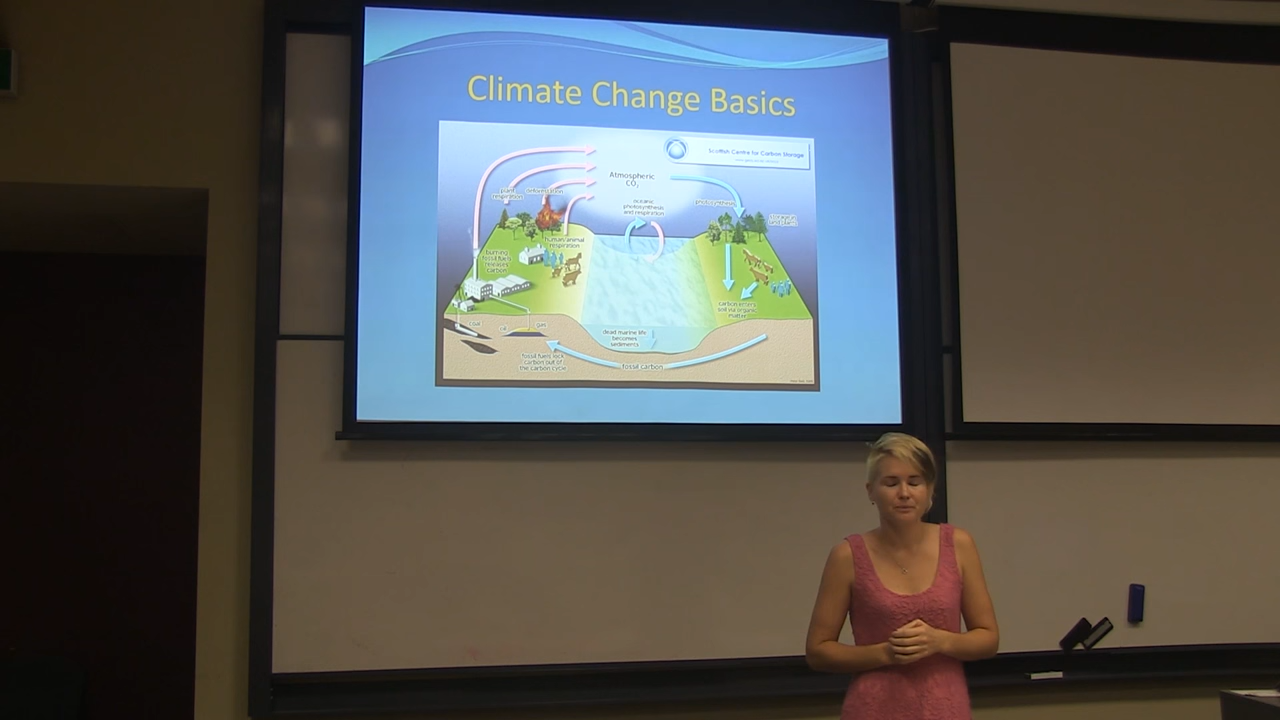 Climate Change Basics
Scottish Centre for Carbon Storage
Atmospheric
CO₂
plant
respiration
deforestation
oceanic
photosynthesis
and respiration
photosynthesis
human/animal
respiration
burning
fossil fuels
releases
carbon
carbon enters
soil via organic
matter
coal
oil
gas
dead marine life
becomes
sediments
fossil fuels lock
carbon out of
the carbon cycle
fossil carbon